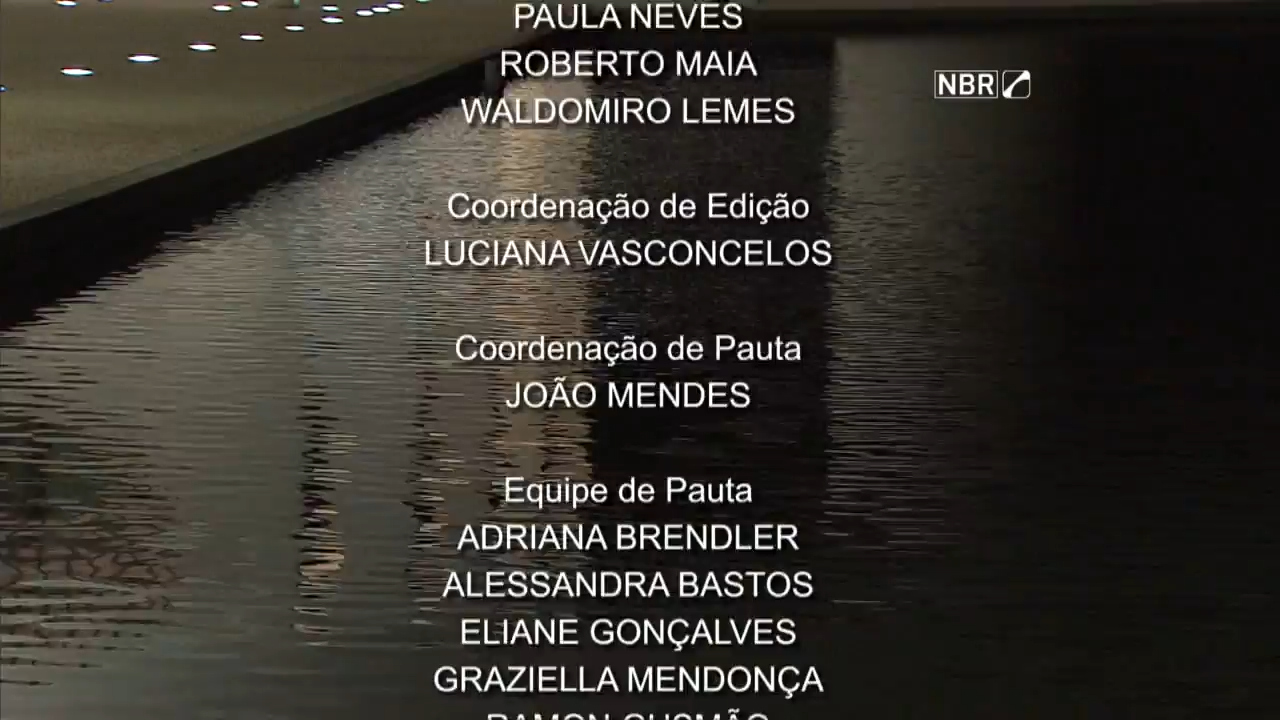 PAULA NEVES
ROBERTO MAIA
NBR
WALDOMIRO LEMES
Coordenação de Edição
LUCIANA VASCONCELOS
Coordenação de Pauta
JOÃO MENDES
Equipe de Pauta
ADRIANA BRENDLER
ALESSANDRA BASTOS
ELIANE GONÇALVES
GRAZIELLA MENDONÇA